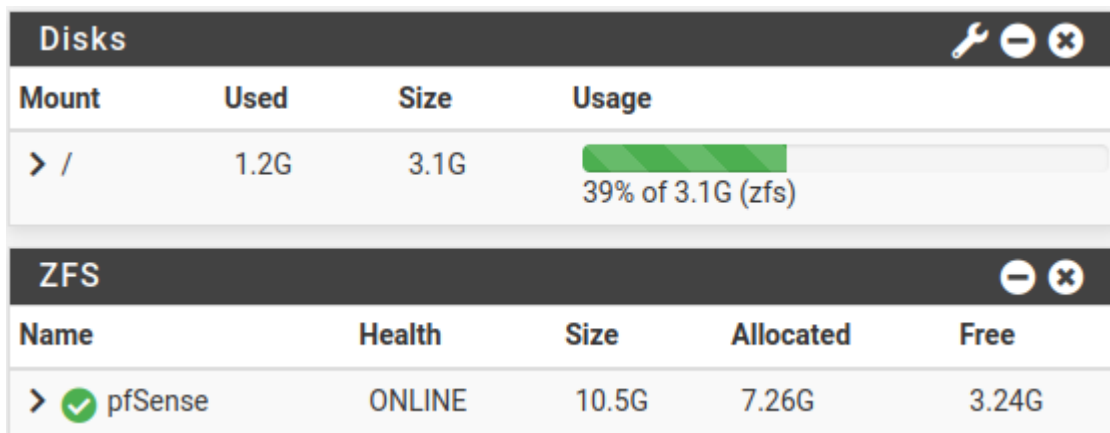 Disks
Mount Used Size Usage
/ 1.2G 3.1G
39% of 3.1G (zfs)
ZFS
Name Health Size Allocated Free
pfSense ONLINE 10.5G 7.26G 3.24G